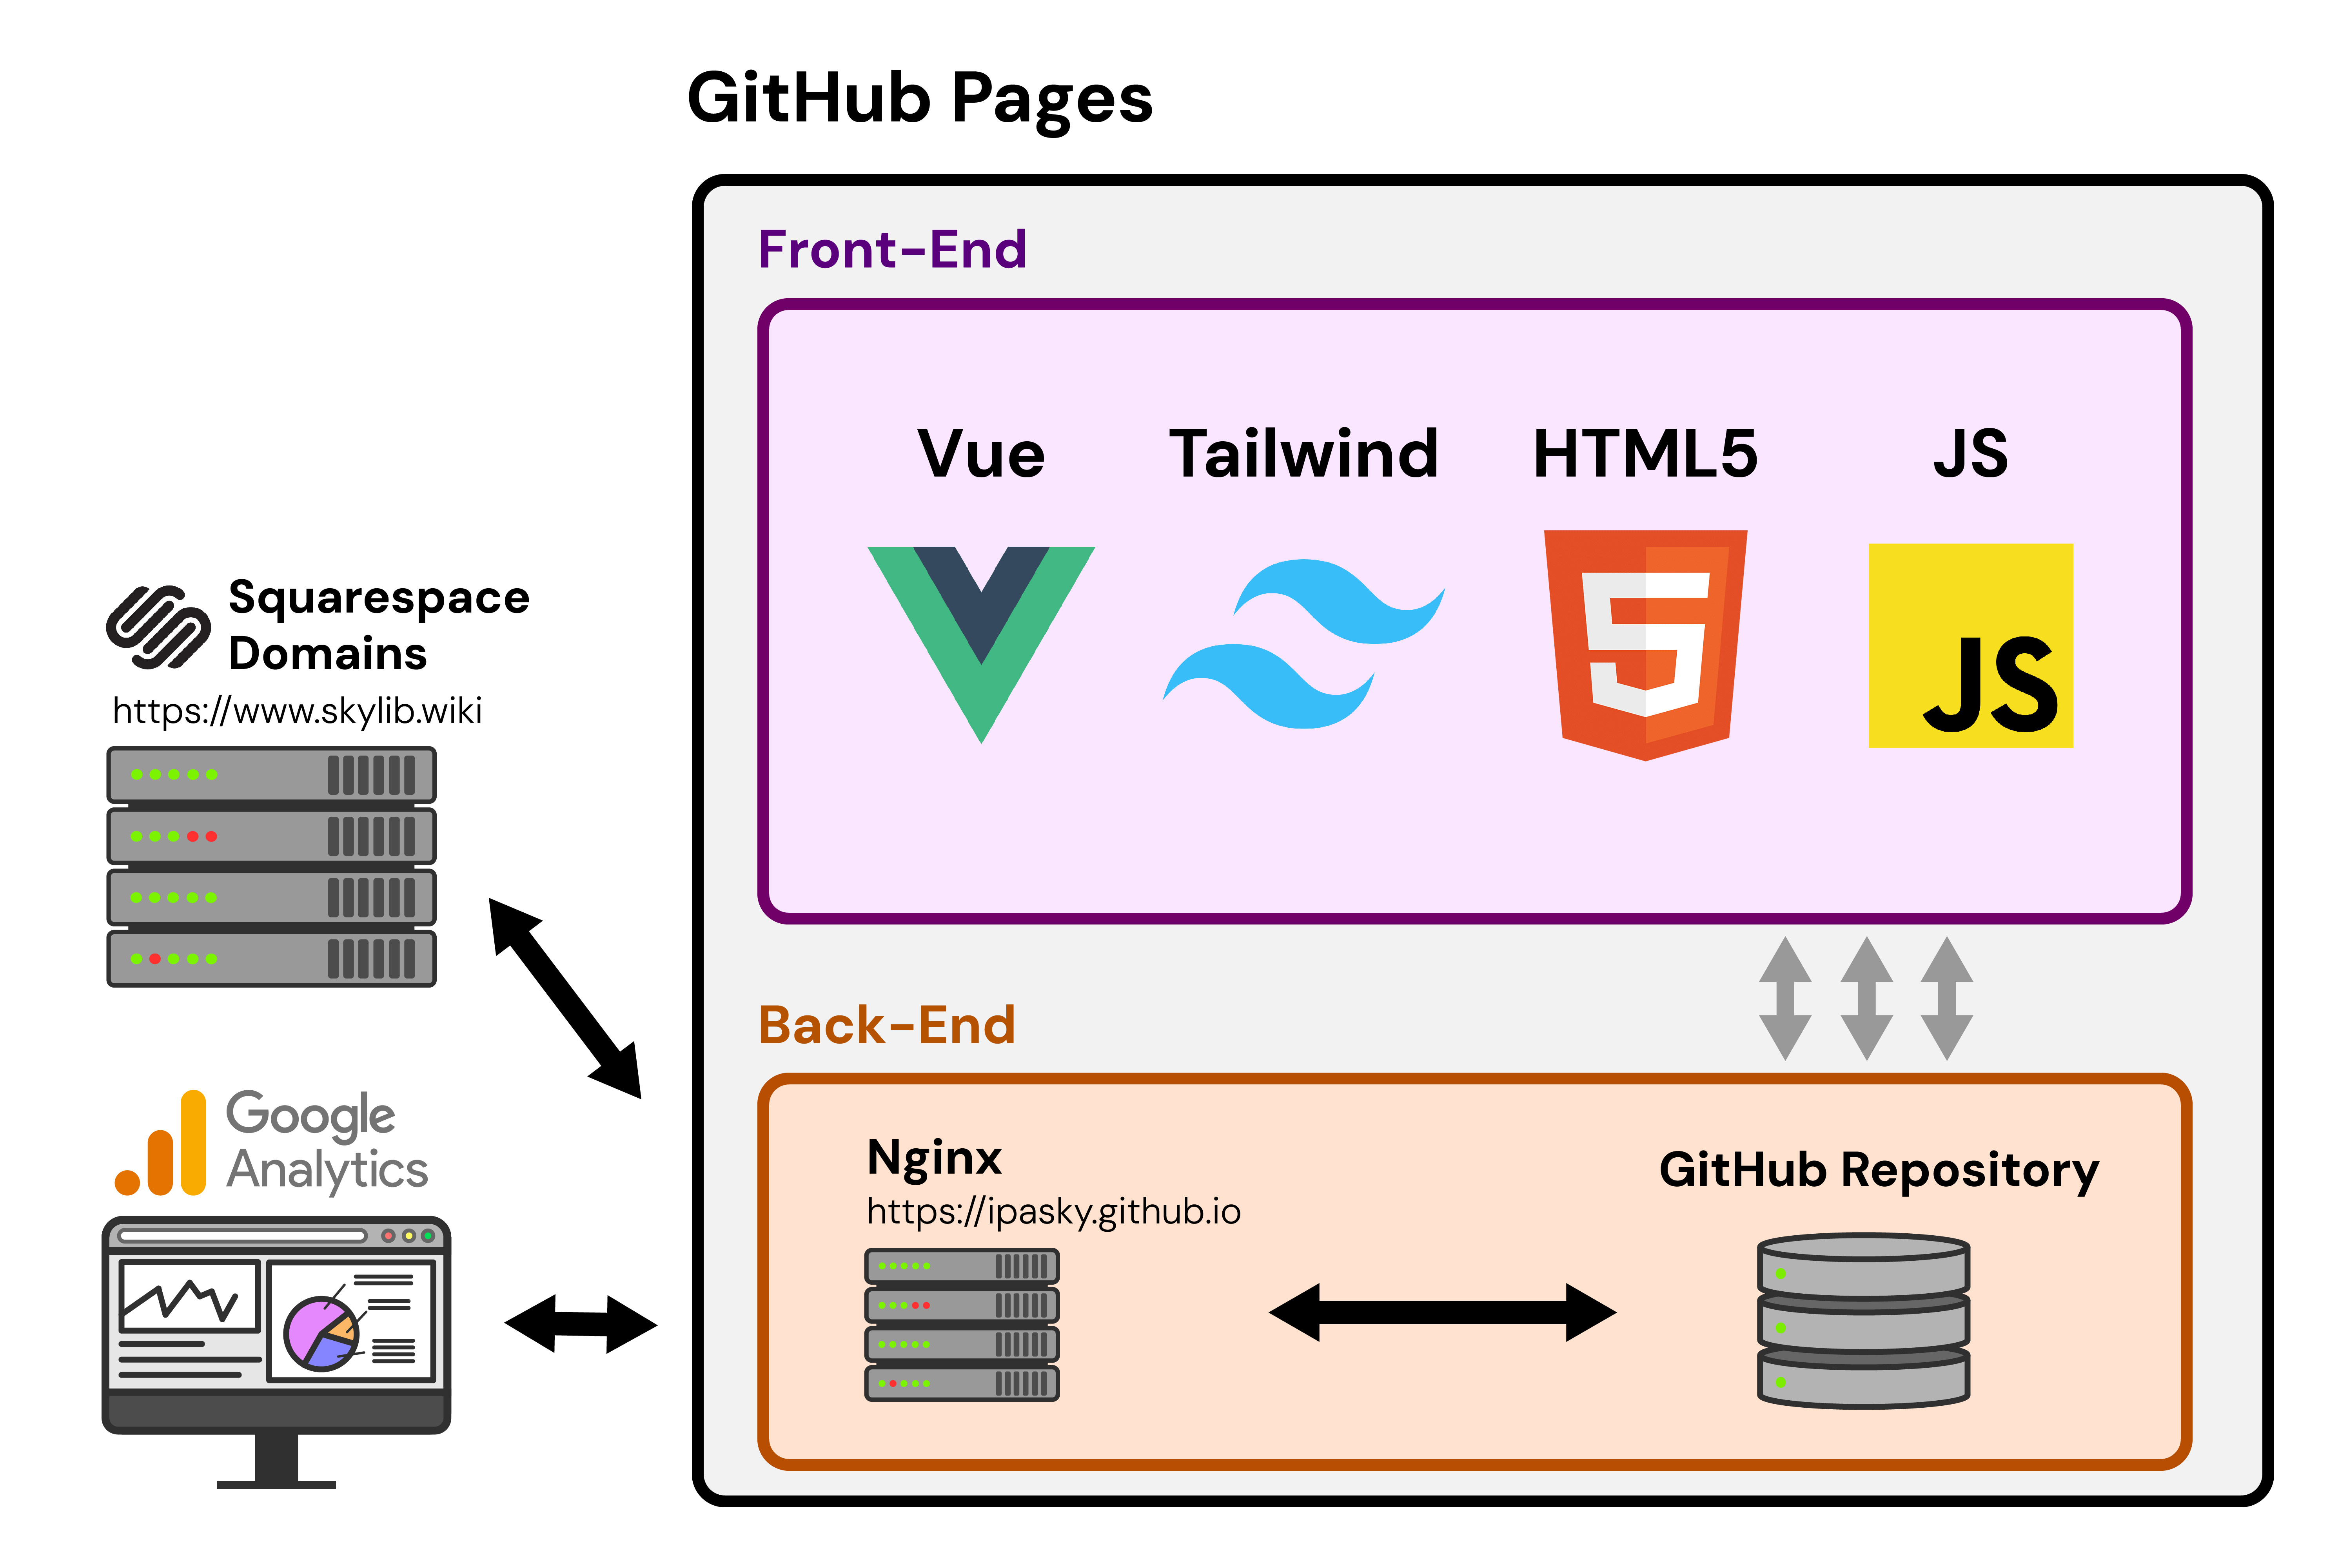 GitHub Pages
Front-End
Vue
Tailwind
HTML5
JS
JS
Squarespace
Domains
https://www.skylib.wiki
Back-End
Google
Analytics
Nginx
https://ipasky.github.io
GitHub Repository